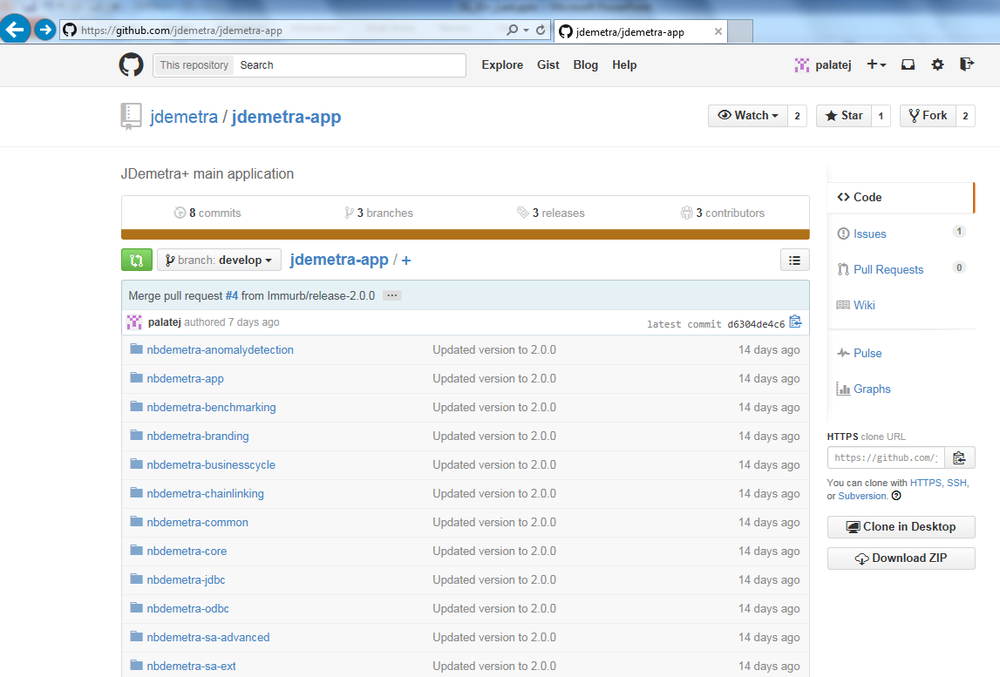 https://github.com/jdemetra/jdemetra-app
jdemetra/jdemetra-app
This repository Search Explore Gist Blog Help palatej
jdemetra / jdemetra-app
Watch 2 Star 1 Fork 2
JDemetra+ main application
8 commits 3 branches 3 releases 3 contributors
branch: develop jdemetra-app / +
Merge pull request #4 from lmmurb/release-2.0.0 ...
palatej authored 7 days ago latest commit d6304de4c6
nbdemetra-anomalydetection Updated version to 2.0.0 14 days ago
nbdemetra-app Updated version to 2.0.0 14 days ago
nbdemetra-benchmarking Updated version to 2.0.0 14 days ago
nbdemetra-branding Updated version to 2.0.0 14 days ago
nbdemetra-businesscycle Updated version to 2.0.0 14 days ago
nbdemetra-chainlinking Updated version to 2.0.0 14 days ago
nbdemetra-common Updated version to 2.0.0 14 days ago
nbdemetra-core Updated version to 2.0.0 14 days ago
nbdemetra-jdbc Updated version to 2.0.0 14 days ago
nbdemetra-odbc Updated version to 2.0.0 14 days ago
nbdemetra-sa-advanced Updated version to 2.0.0 14 days ago
nbdemetra-sa-ext Updated version to 2.0.0 14 days ago
Code
Issues 1
Pull Requests 0
Wiki
Pulse
Graphs
HTTPS clone URL
https://github.com/
You can clone with HTTPS, SSH,
or Subversion.
Clone in Desktop
Download ZIP